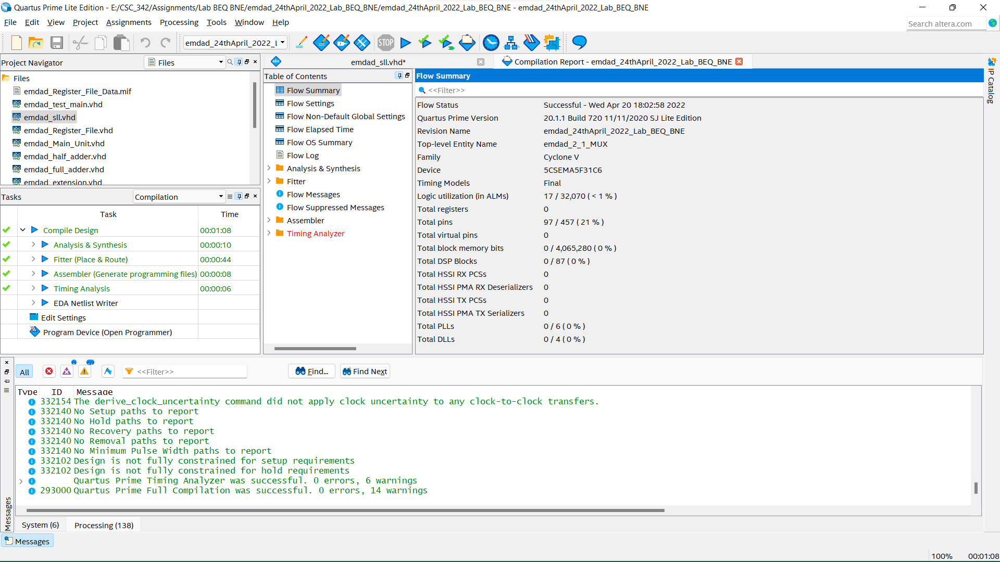 Quartus Prime Lite Edition - E:/CSC_342/Assignments/Lab BEQ BNE/emdad_24thApril_2022_Lab_BEQ_BNE/emdad_24thApril_2022_Lab_BEQ_BNE - emdad_24thApril_2022_Lab_BEQ_BNE
File Edit View Project Assignments Processing Tools Window Help
Search altera.com
emdad_24thApril_2022_L
STOP
Project Navigator
Files
Files
emdad_Register_File_Data.mif
emdad_test_main.vhd
emdad_sll.vhd
emdad_Register_File.vhd
emdad_Main_Unit.vhd
emdad_half_adder.vhd
emdad_full_adder.vhd
emdad_extension.vhd
Tasks
Compilation
Task Time
Compile Design 00:01:08
Analysis & Synthesis 00:00:10
Fitter (Place & Route) 00:00:44
Assembler (Generate programming files) 00:00:08
Timing Analysis 00:00:06
EDA Netlist Writer
Edit Settings
Program Device (Open Programmer)
emdad_sll.vhd*
Compilation Report - emdad_24thApril_2022_Lab_BEQ_BNE
Table of Contents
Flow Summary
Flow Settings
Flow Non-Default Global Settings
Flow Elapsed Time
Flow OS Summary
Flow Log
Analysis & Synthesis
Fitter
Flow Messages
Flow Suppressed Messages
Assembler
Timing Analyzer
Flow Summary
<<Filter>>
Flow Status Successful - Wed Apr 20 18:02:58 2022
Quartus Prime Version 20.1.1 Build 720 11/11/2020 SJ Lite Edition
Revision Name emdad_24thApril_2022_Lab_BEQ_BNE
Top-level Entity Name emdad_2_1_MUX
Family Cyclone V
Device 5CSEMA5F31C6
Timing Models Final
Logic utilization (in ALMs) 17 / 32,070 ( < 1 % )
Total registers 0
Total pins 97 / 457 ( 21 % )
Total virtual pins 0
Total block memory bits 0 / 4,065,280 ( 0 % )
Total DSP Blocks 0 / 87 ( 0 % )
Total HSSI RX PCSs 0
Total HSSI PMA RX Deserializers 0
Total HSSI TX PCSs 0
Total HSSI PMA TX Serializers 0
Total PLLs 0 / 6 ( 0 % )
Total DLLs 0 / 4 ( 0 % )
IP Catalog
All
<<Filter>>
Find...
Find Next
Type ID Message
332154 The derive_clock_uncertainty command did not apply clock uncertainty to any clock-to-clock transfers.
332140 No Setup paths to report
332140 No Hold paths to report
332140 No Recovery paths to report
332140 No Removal paths to report
332140 No Minimum Pulse Width paths to report
332102 Design is not fully constrained for setup requirements
332102 Design is not fully constrained for hold requirements
Quartus Prime Timing Analyzer was successful. 0 errors, 6 warnings
293000 Quartus Prime Full Compilation was successful. 0 errors, 14 warnings
Messages
System (6)
Processing (138)
Messages
100% 00:01:08